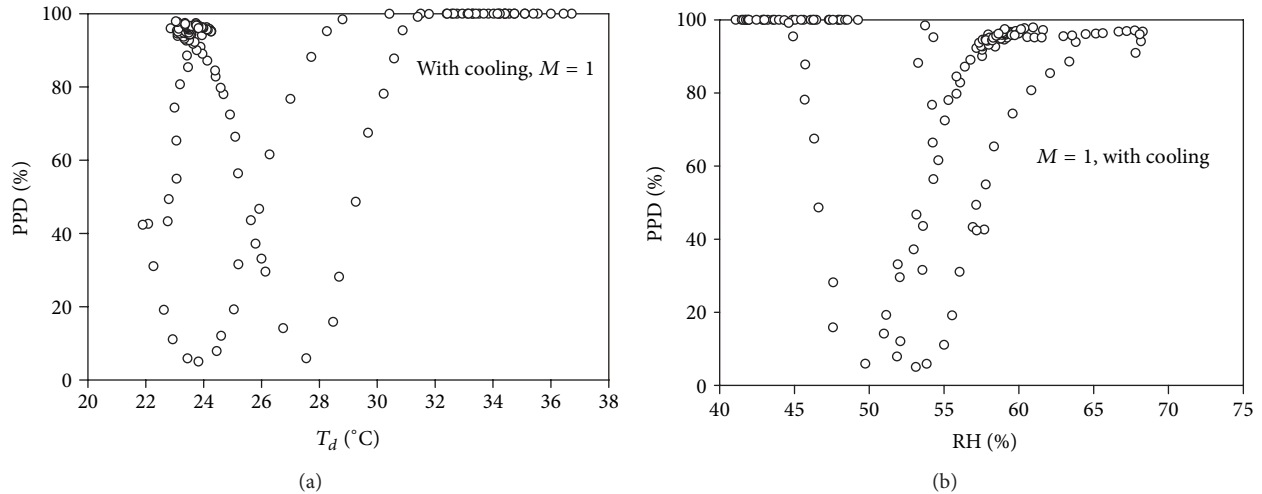 100
80
60
40
20
0
PPD (%)
With cooling, M = 1
20 22 24 26 28 30 32 34 36 38
T_d (°C)
(a)
100
80
60
40
20
0
PPD (%)
M = 1, with cooling
40 45 50 55 60 65 70 75
RH (%)
(b)